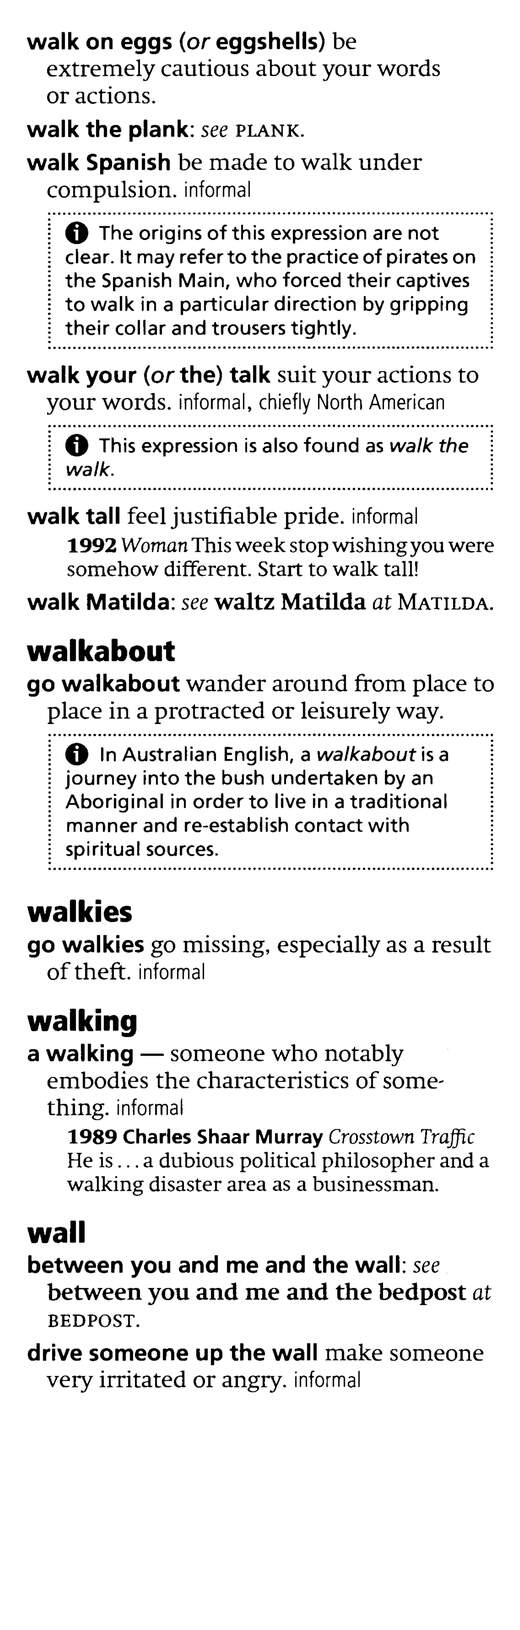 walk on eggs (or eggshells) be
extremely cautious about your words
or actions.
walk the plank: see PLANK.
walk Spanish be made to walk under
compulsion. informal
The origins of this expression are not
clear. It may refer to the practice of pirates on
the Spanish Main, who forced their captives
to walk in a particular direction by gripping
their collar and trousers tightly.
walk your (or the) talk suit your actions to
your words. informal, chiefly North American
This expression is also found as walk the
walk.
walk tall feel justifiable pride. informal
1992 Woman This week stop wishing you were
somehow different. Start to walk tall!
walk Matilda: see waltz Matilda at MATILDA.
walkabout
go walkabout wander around from place to
place in a protracted or leisurely way.
In Australian English, a walkabout is a
journey into the bush undertaken by an
Aboriginal in order to live in a traditional
manner and re-establish contact with
spiritual sources.
walkies
go walkies go missing, especially as a result
of theft. informal
walking
a walking — someone who notably
embodies the characteristics of some-
thing. informal
1989 Charles Shaar Murray Crosstown Traffic
He is... a dubious political philosopher and a
walking disaster area as a businessman.
wall
between you and me and the wall: see
between you and me and the bedpost at
BEDPOST.
drive someone up the wall make someone
very irritated or angry. informal